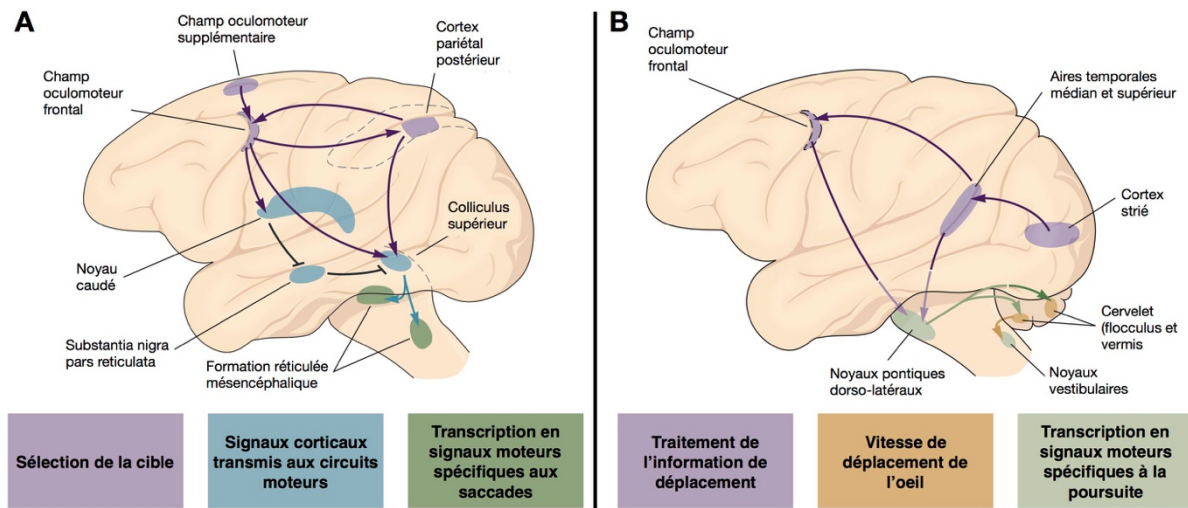 A
Champ oculomoteur
supplémentaire
Cortex
pariétal
postérieur
Champ
oculomoteur
frontal
Colliculus
supérieur
Noyau
caudé
Substantia nigra
pars reticulata
Formation réticulée
mésencéphalique
Sélection de la cible
Signaux corticaux
transmis aux circuits
moteurs
Transcription en
signaux moteurs
spécifiques aux
saccades
B
Champ
oculomoteur
frontal
Aires temporales
médian et supérieur
Cortex
strié
Cervelet
(flocculus et
vermis
Noyaux pontiques
dorso-latéraux
Noyaux
vestibulaires
Traitement de
l'information de
déplacement
Vitesse de
déplacement de
l'oeil
Transcription en
signaux moteurs
spécifiques à la
poursuite